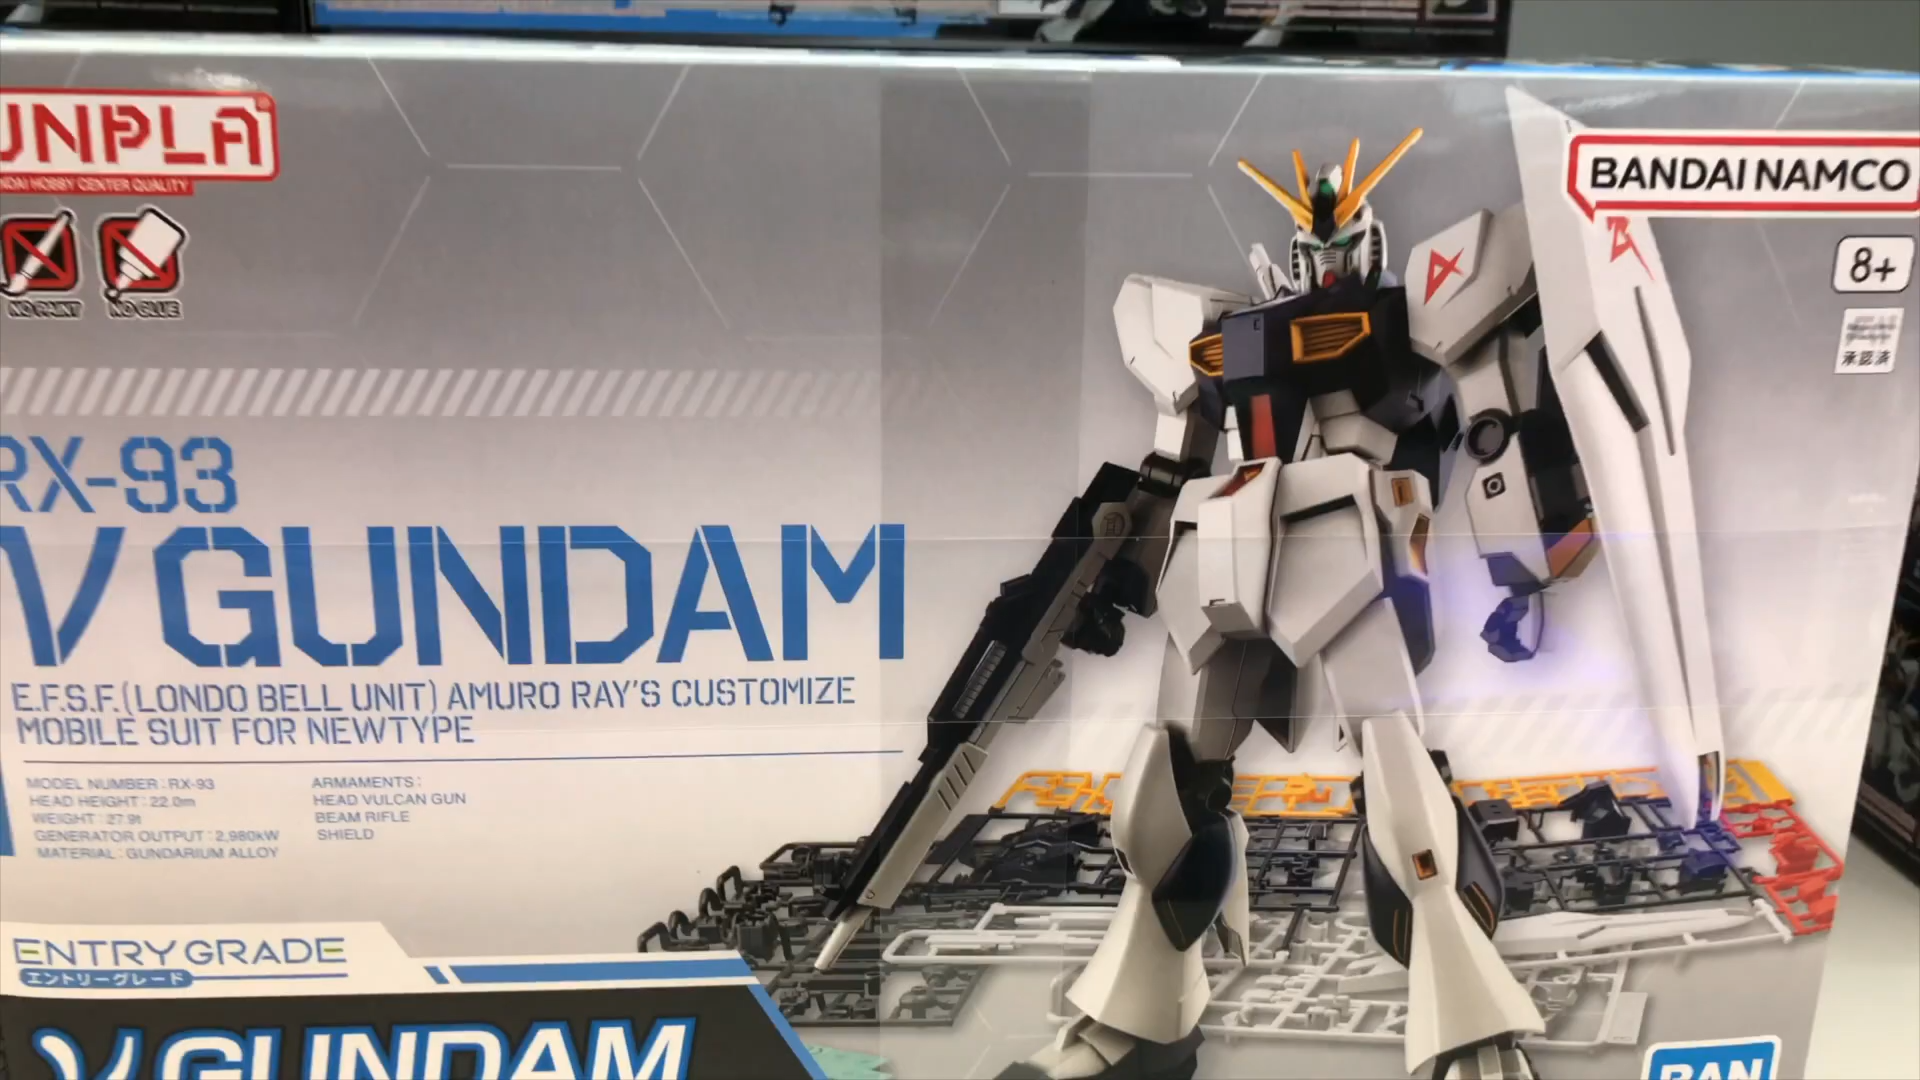 UNPLA
NDAI HOBBY CENTER QUALITY
BANDAI NAMCO
NO PAINT
NO GLUE
8+
承認済
RX-93
ν GUNDAM
E.F.S.F.(LONDO BELL UNIT) AMURO RAY'S CUSTOMIZE
MOBILE SUIT FOR NEWTYPE
MODEL NUMBER : RX-93
HEAD HEIGHT : 22.0m
WEIGHT : 27.9t
GENERATOR OUTPUT : 2,980kW
MATERIAL : GUNDARIUM ALLOY
ARMAMENTS :
HEAD VULCAN GUN
BEAM RIFLE
SHIELD
ENTRY GRADE
エントリーグレード
ν GUNDAM
BAN